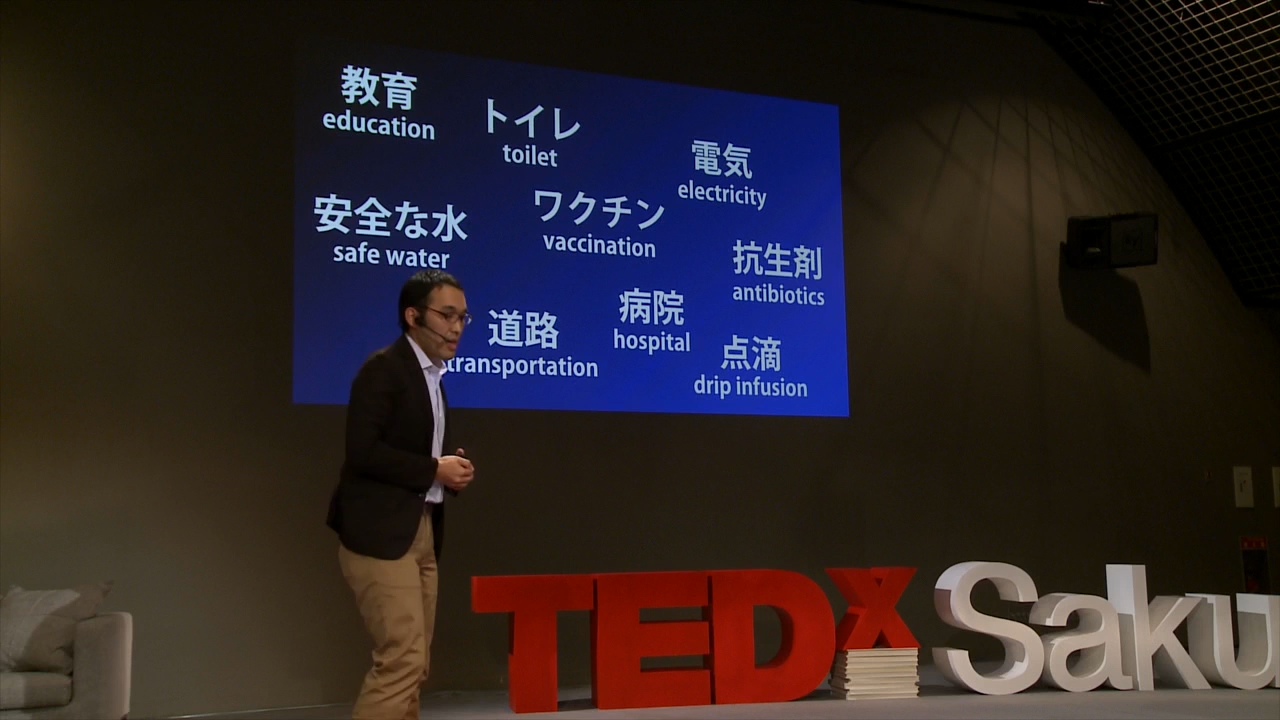 教育
education
トイレ
toilet
電気
electricity
安全な水
safe water
ワクチン
vaccination
抗生剤
antibiotics
道路
transportation
病院
hospital
点滴
drip infusion
TEDx
Saku